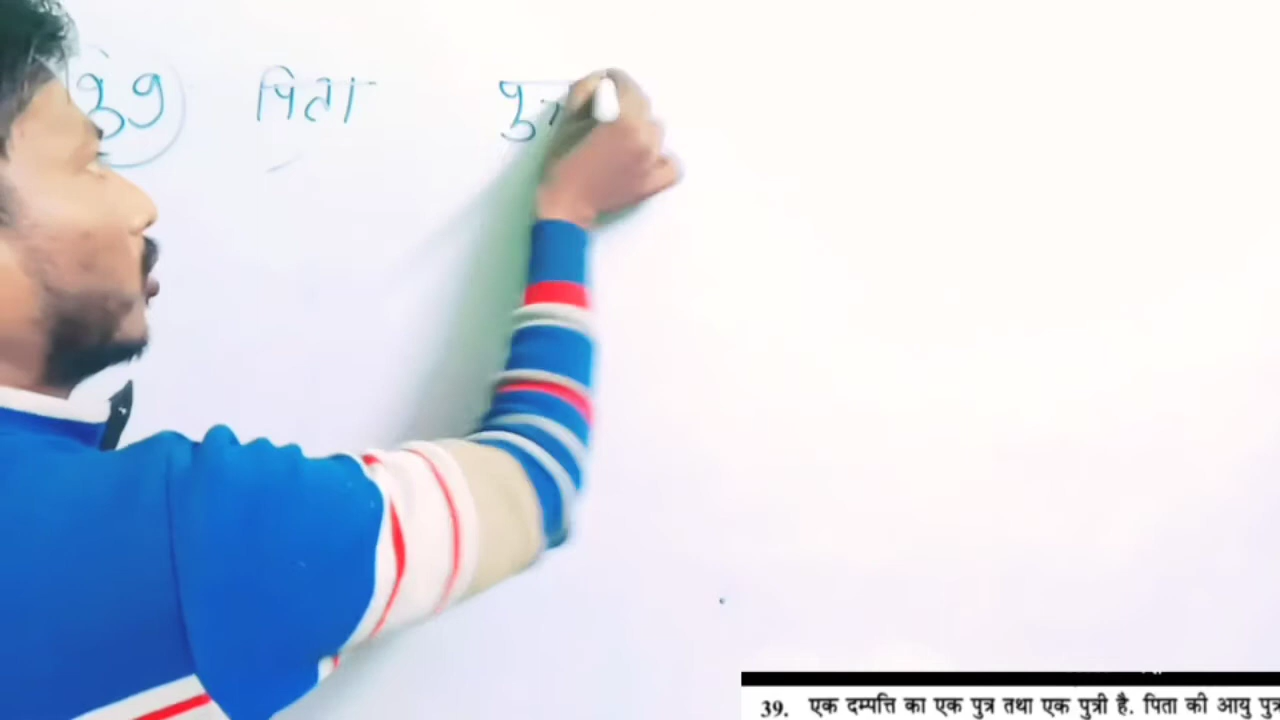 39 पिता पुत्र
39. एक दम्पत्ति का एक पुत्र तथा एक पुत्री है. पिता की आयु पुत्र